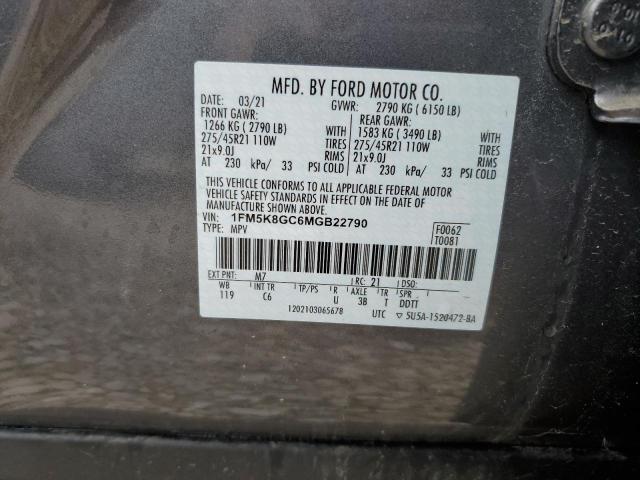 MFD. BY FORD MOTOR CO.
DATE: 03/21 GVWR: 2790 KG ( 6150 LB)
FRONT GAWR: REAR GAWR:
1266 KG ( 2790 LB) WITH 1583 KG ( 3490 LB) WITH
275/45R21 110W TIRES 275/45R21 110W TIRES
21x9.0J RIMS 21x9.0J RIMS
AT 230 kPa/ 33 PSI COLD AT 230 kPa/ 33 PSI COLD
THIS VEHICLE CONFORMS TO ALL APPLICABLE FEDERAL MOTOR
VEHICLE SAFETY STANDARDS IN EFFECT ON THE DATE OF
MANUFACTURE SHOWN ABOVE.
VIN: 1FM5K8GC6MGB22790 F0062
TYPE: MPV T0081
EXT PNT: M7 RC: 21 DSO:
WB INT TR TP/PS R AXLE TR SPR
119 C6 U 3B T DDTT
1202103065678 UTC ▽ 5U5A-1520472-BA